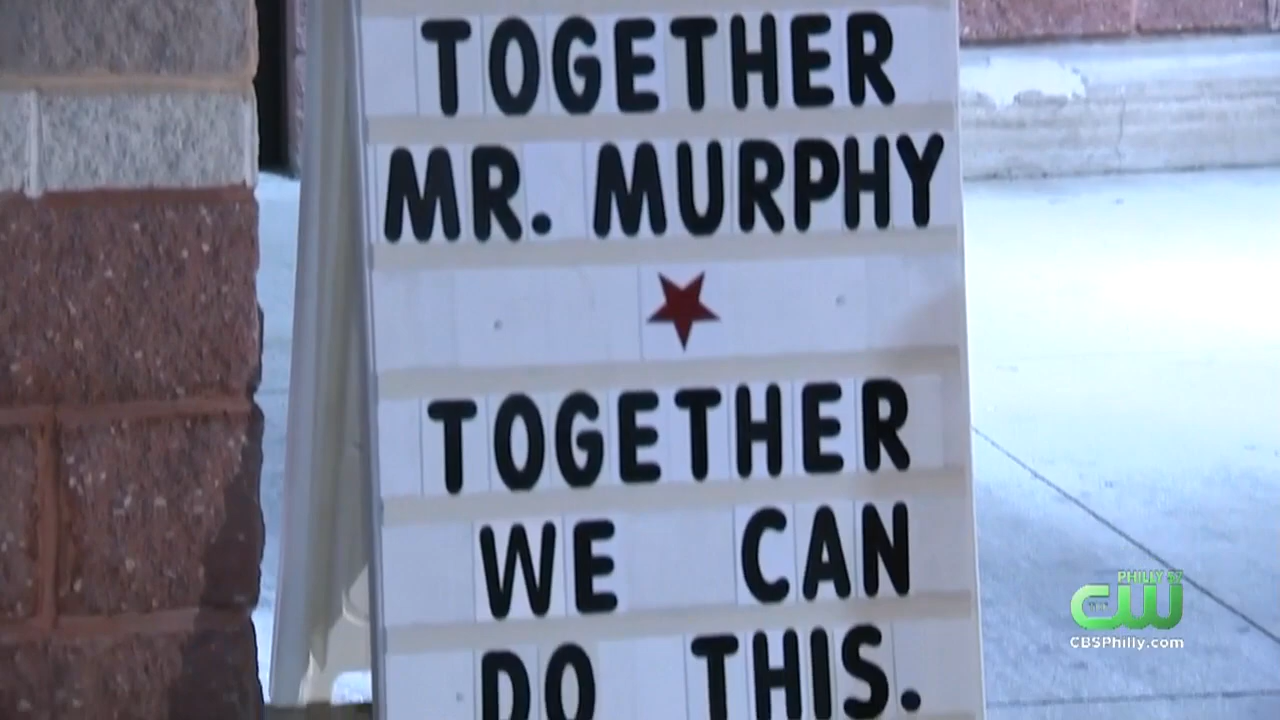 TOGETHER
MR. MURPHY
TOGETHER
WE CAN
DO THIS.
PHILLY 57
CW
CBSPhilly.com